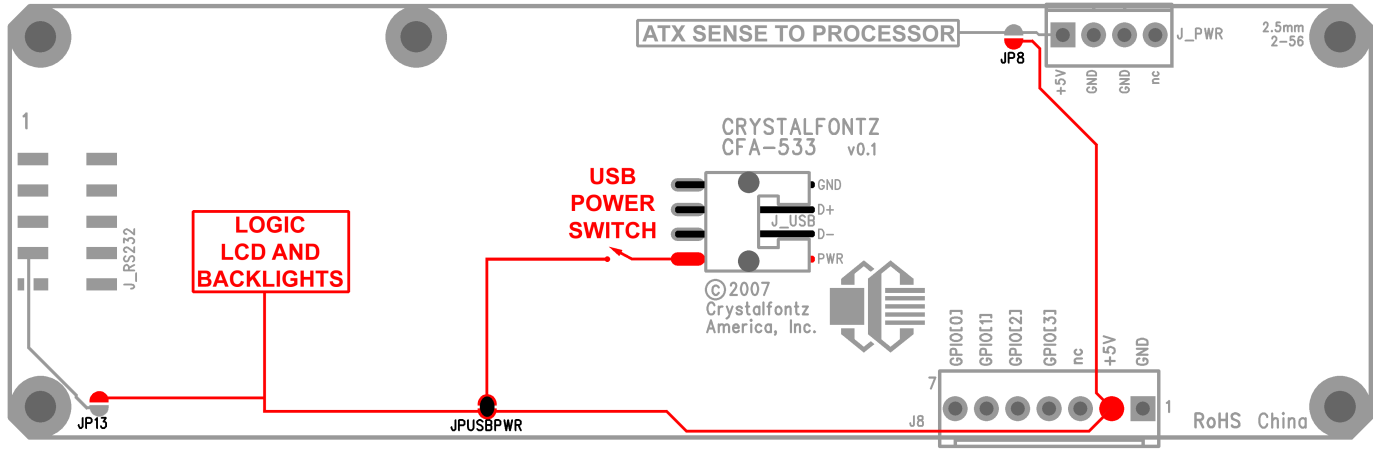 ATX SENSE TO PROCESSOR
JP8
J_PWR
2.5mm
2-56
+5V
GND
GND
nc
1
CRYSTALFONTZ
CFA-533 v0.1
USB
POWER
SWITCH
GND
D+
J_USB
D-
PWR
LOGIC
LCD AND
BACKLIGHTS
J_RS232
©2007
Crystalfontz
America, Inc.
GPIO[0]
GPIO[1]
GPIO[2]
GPIO[3]
nc
+5V
GND
7
1
J8
JP13
JPUSBPWR
RoHS China